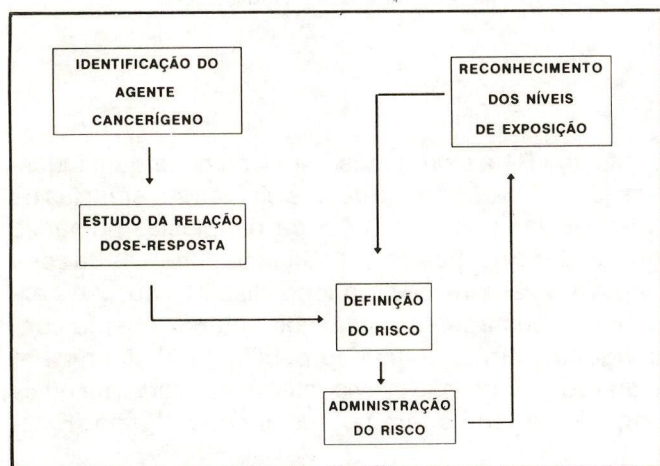 IDENTIFICAÇÃO DO
AGENTE
CANCERÍGENO
RECONHECIMENTO
DOS NÍVEIS
DE EXPOSIÇÃO
ESTUDO DA RELAÇÃO
DOSE-RESPOSTA
DEFINIÇÃO
DO RISCO
ADMINISTRAÇÃO
DO RISCO